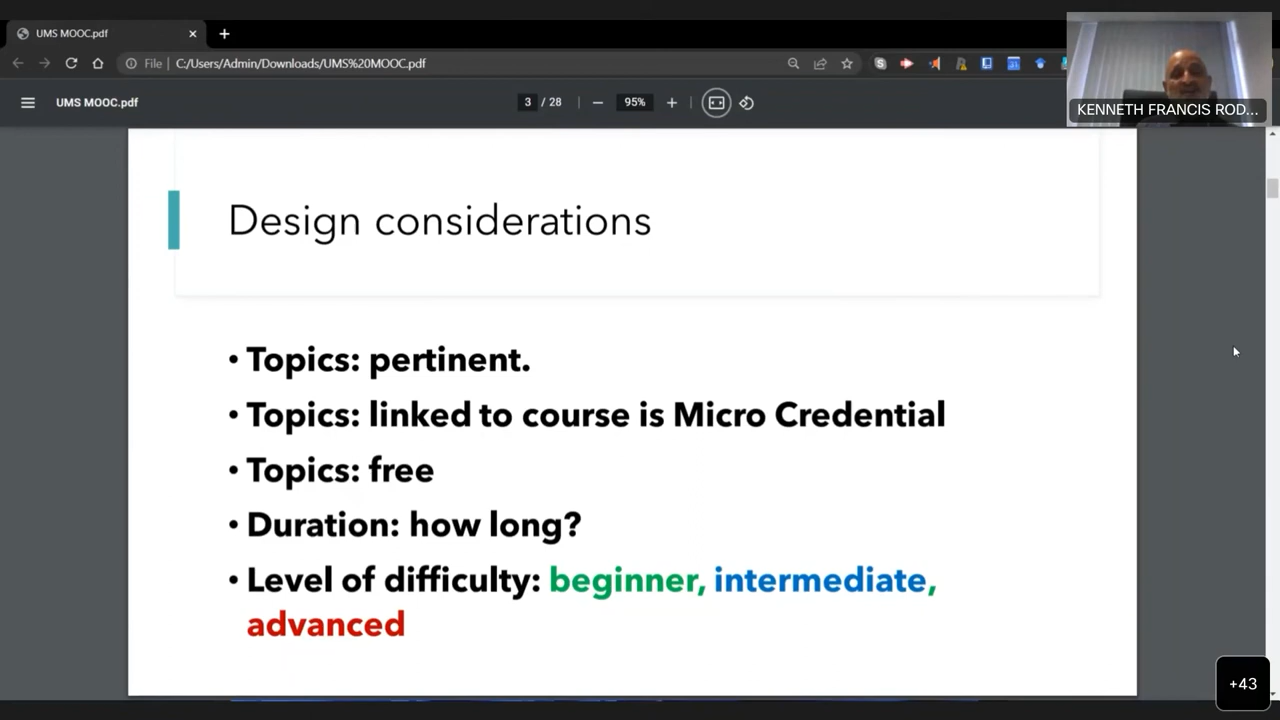 UMS MOOC.pdf
File
C:/Users/Admin/Downloads/UMS%20MOOC.pdf
KENNETH FRANCIS ROD...
UMS MOOC.pdf
3 / 28
95%
Design considerations
• Topics: pertinent.
• Topics: linked to course is Micro Credential
• Topics: free
• Duration: how long?
• Level of difficulty: beginner, intermediate,
advanced
+43